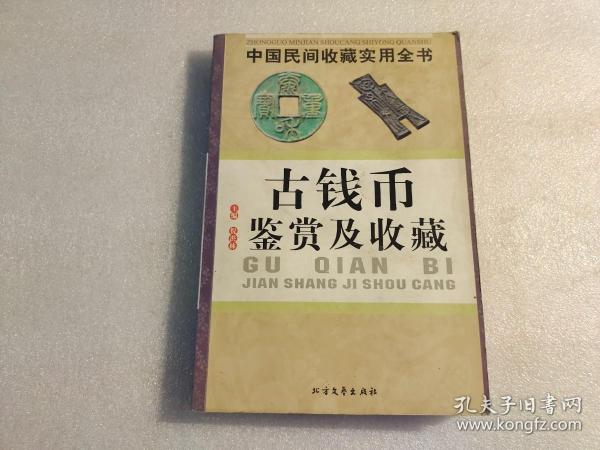 ZHONGGUO MINJIAN SHOUCANG SHIYONG QUANSHU
中国民间收藏实用全书
古钱币
鉴赏及收藏
主编
GU QIAN BI
JIAN SHANG JI SHOU CANG
北方文艺出版社
孔夫子旧书网
www.kongfz.com